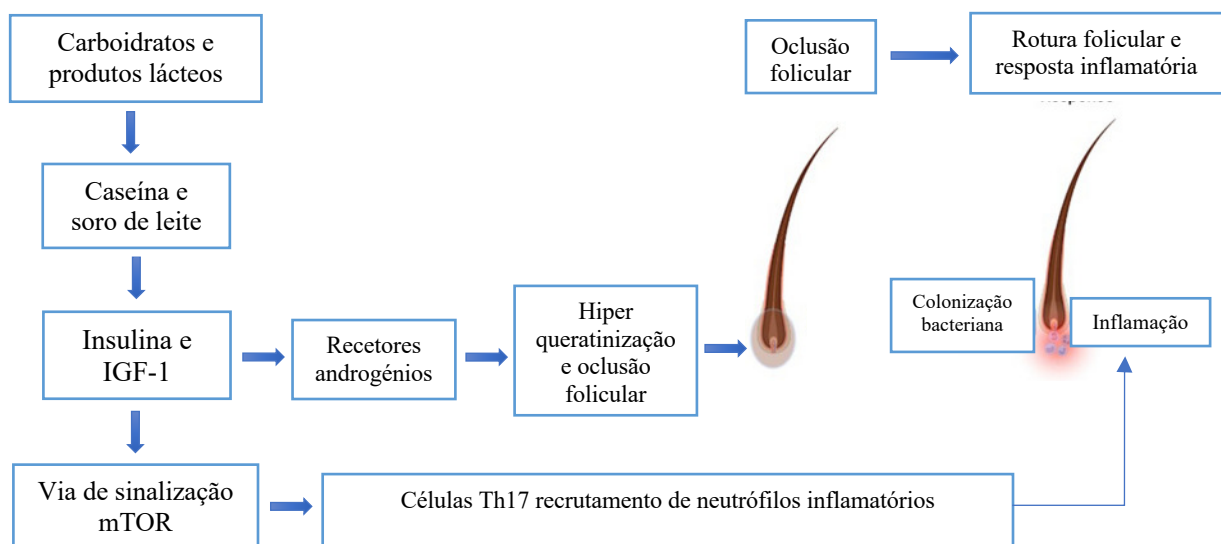 Carboidratos e
produtos lácteos
Oclusão
folicular
Rotura folicular e
resposta inflamatória
Caseína e
soro de leite
Insulina e
IGF-1
Recetores
androgénios
Hiper
queratinização
e oclusão
folicular
Colonização
bacteriana
Inflamação
Via de sinalização
mTOR
Células Th17 recrutamento de neutrófilos inflamatórios